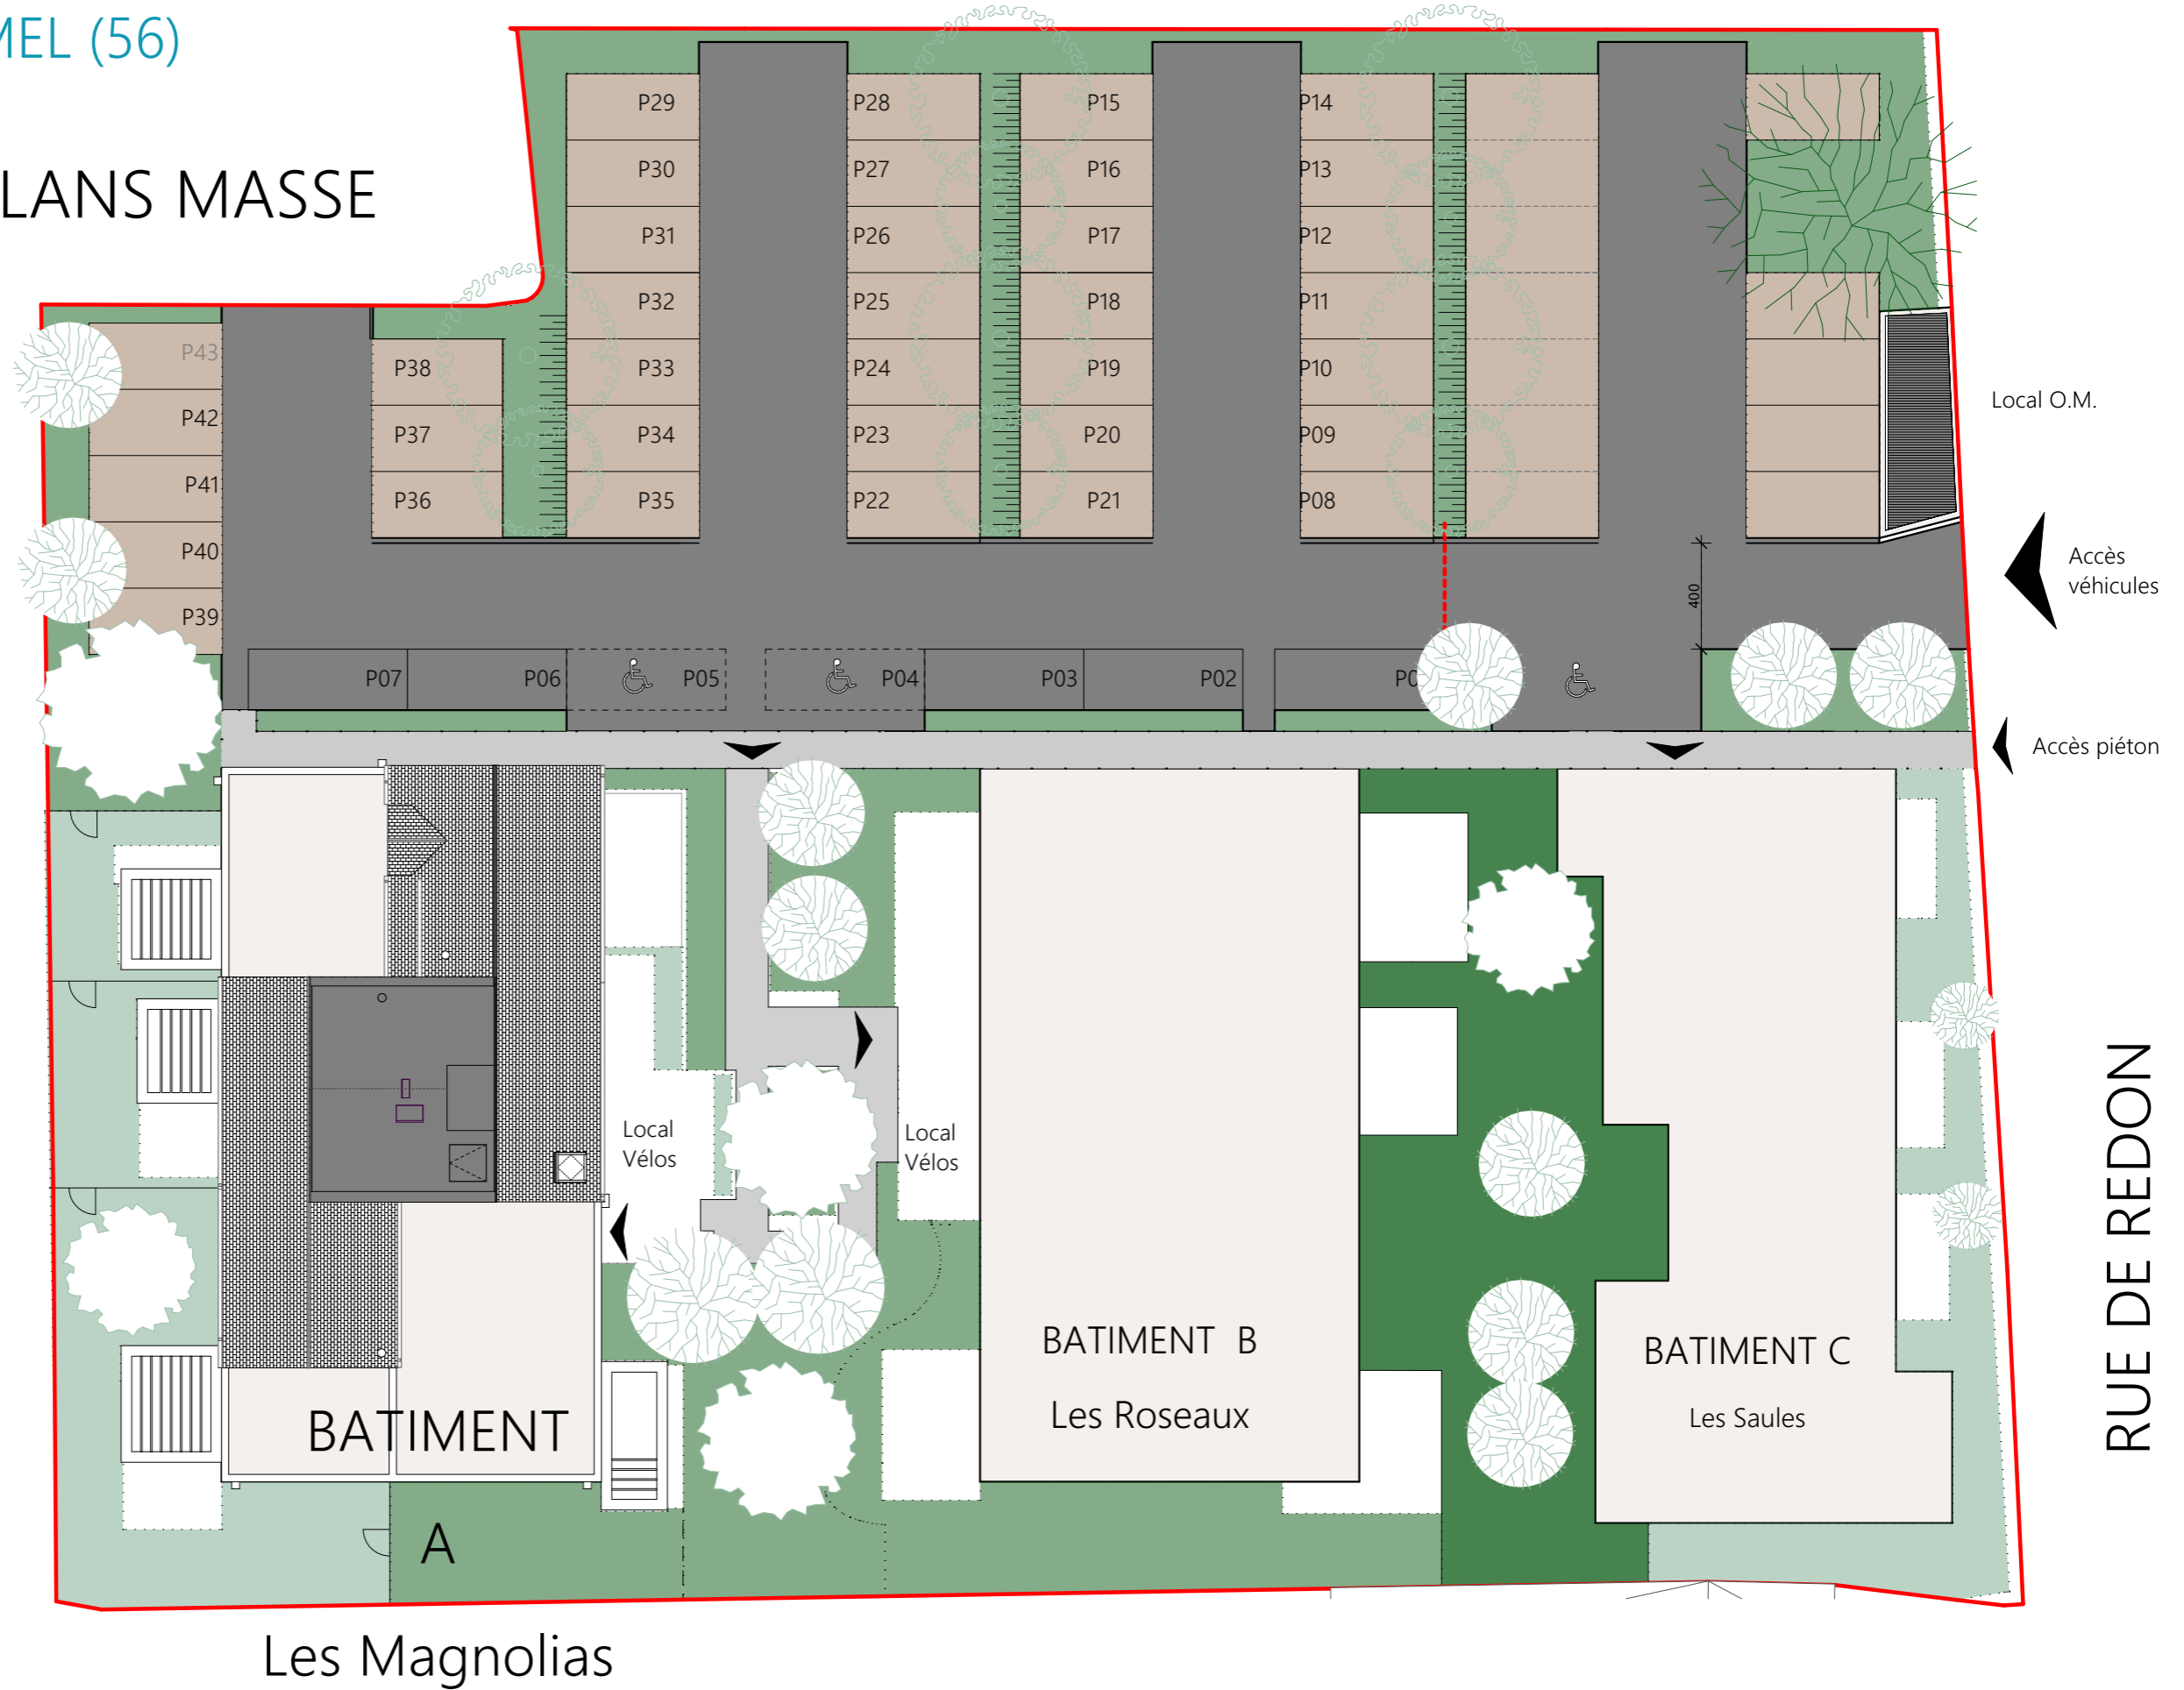 MEL (56)
LANS MASSE
P29 P28 P15 P14
P30 P27 P16 P13
P31 P26 P17 P12
P32 P25 P18 P11
P43
P38 P33 P24 P19 P10
P42
P37 P34 P23 P20 P09
P41
P36 P35 P22 P21 P08
P40
P39
Local O.M.
Accès
véhicules
400
P07 P06 P05 P04 P03 P02
Accès piéton
Local
Vélos
Local
Vélos
BATIMENT B
Les Roseaux
BATIMENT C
Les Saules
RUE DE REDON
BATIMENT
A
Les Magnolias